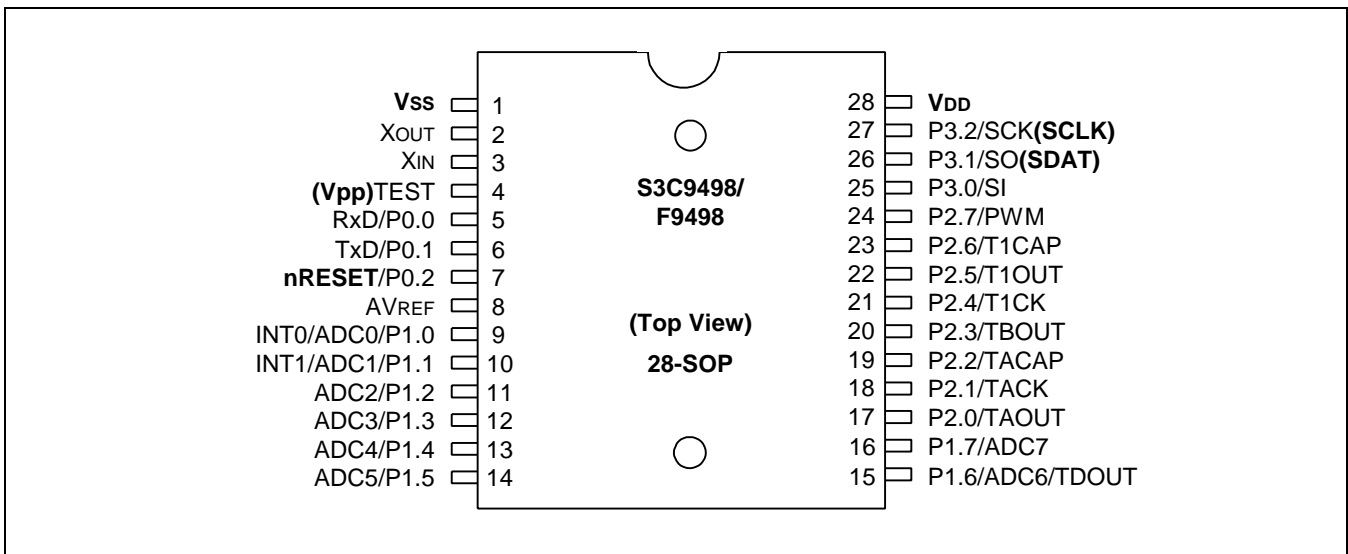 VSS 1
XOUT 2
XIN 3
(Vpp)TEST 4
RxD/P0.0 5
TxD/P0.1 6
nRESET/P0.2 7
AVREF 8
INT0/ADC0/P1.0 9
INT1/ADC1/P1.1 10
ADC2/P1.2 11
ADC3/P1.3 12
ADC4/P1.4 13
ADC5/P1.5 14
S3C9498/
F9498
(Top View)
28-SOP
28 VDD
27 P3.2/SCK(SCLK)
26 P3.1/SO(SDAT)
25 P3.0/SI
24 P2.7/PWM
23 P2.6/T1CAP
22 P2.5/T1OUT
21 P2.4/T1CK
20 P2.3/TBOUT
19 P2.2/TACAP
18 P2.1/TACK
17 P2.0/TAOUT
16 P1.7/ADC7
15 P1.6/ADC6/TDOUT